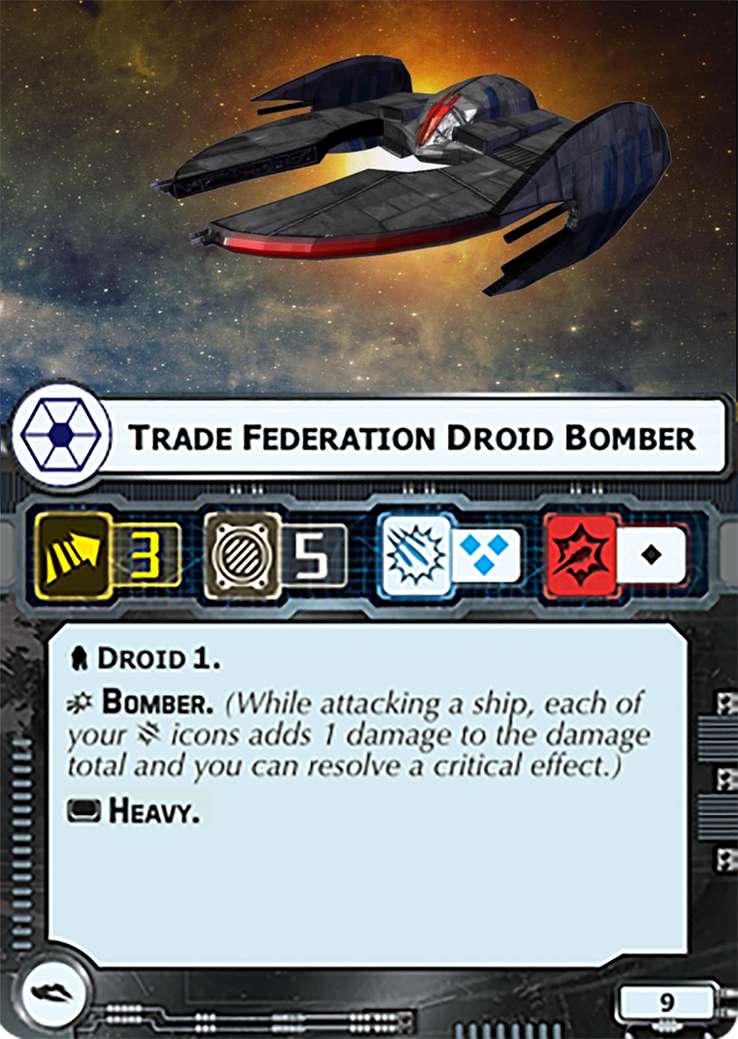 TRADE FEDERATION DROID BOMBER
3 5
DROID 1.
BOMBER. (While attacking a ship, each of
your icons adds 1 damage to the damage
total and you can resolve a critical effect.)
HEAVY.
9